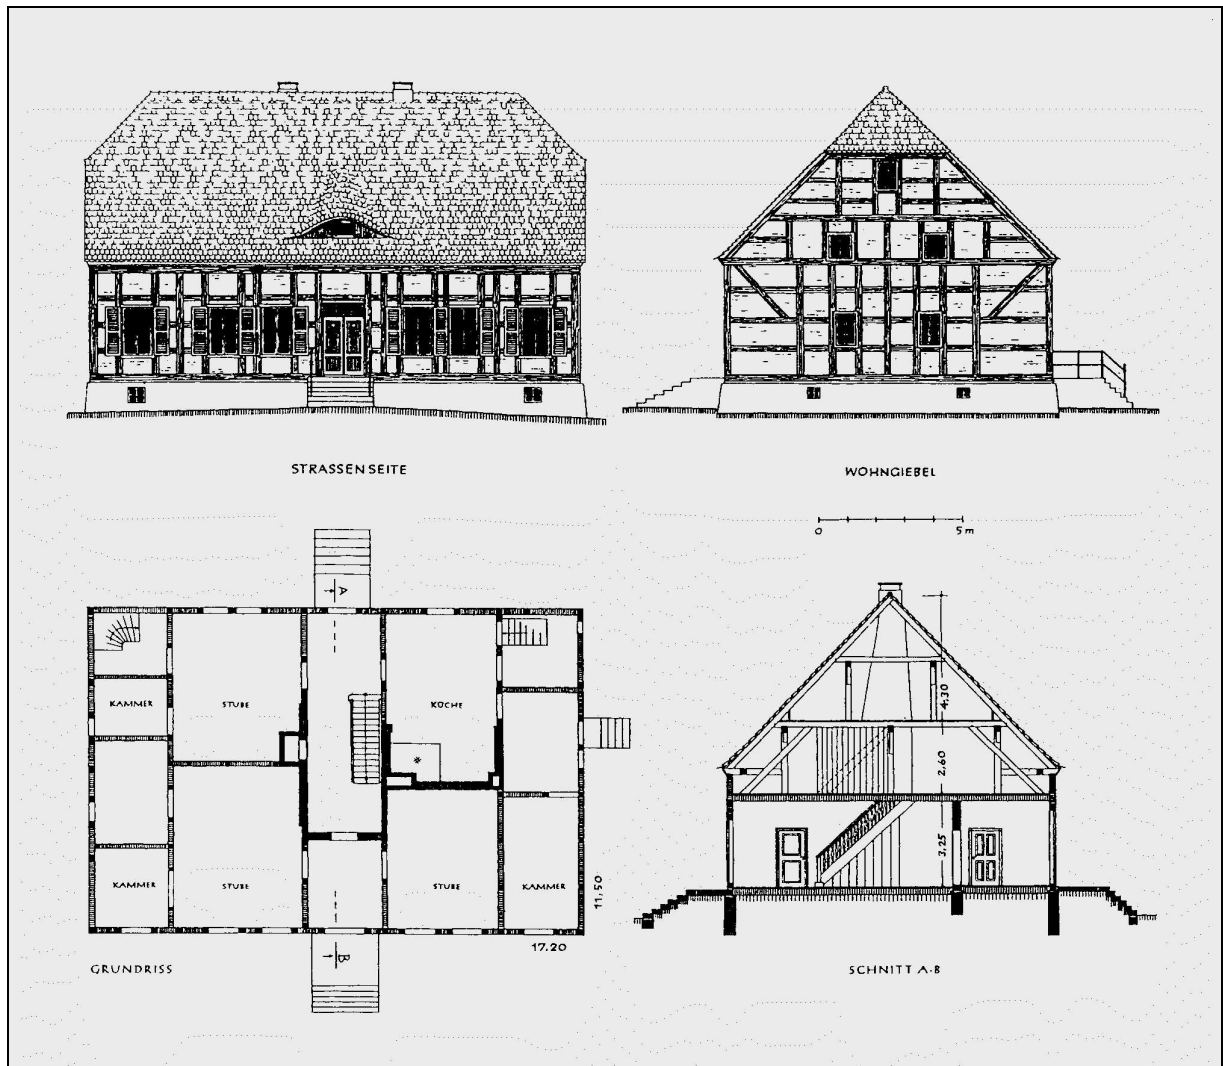 STRASSENSEITE
WOHNGIEBEL
0 5m
A
KAMMER STUBE KÜCHE
KAMMER STUBE STUBE KAMMER
11,50
17.20
B
GRUNDRISS
4,30
2,60
3,25
SCHNITT A-B